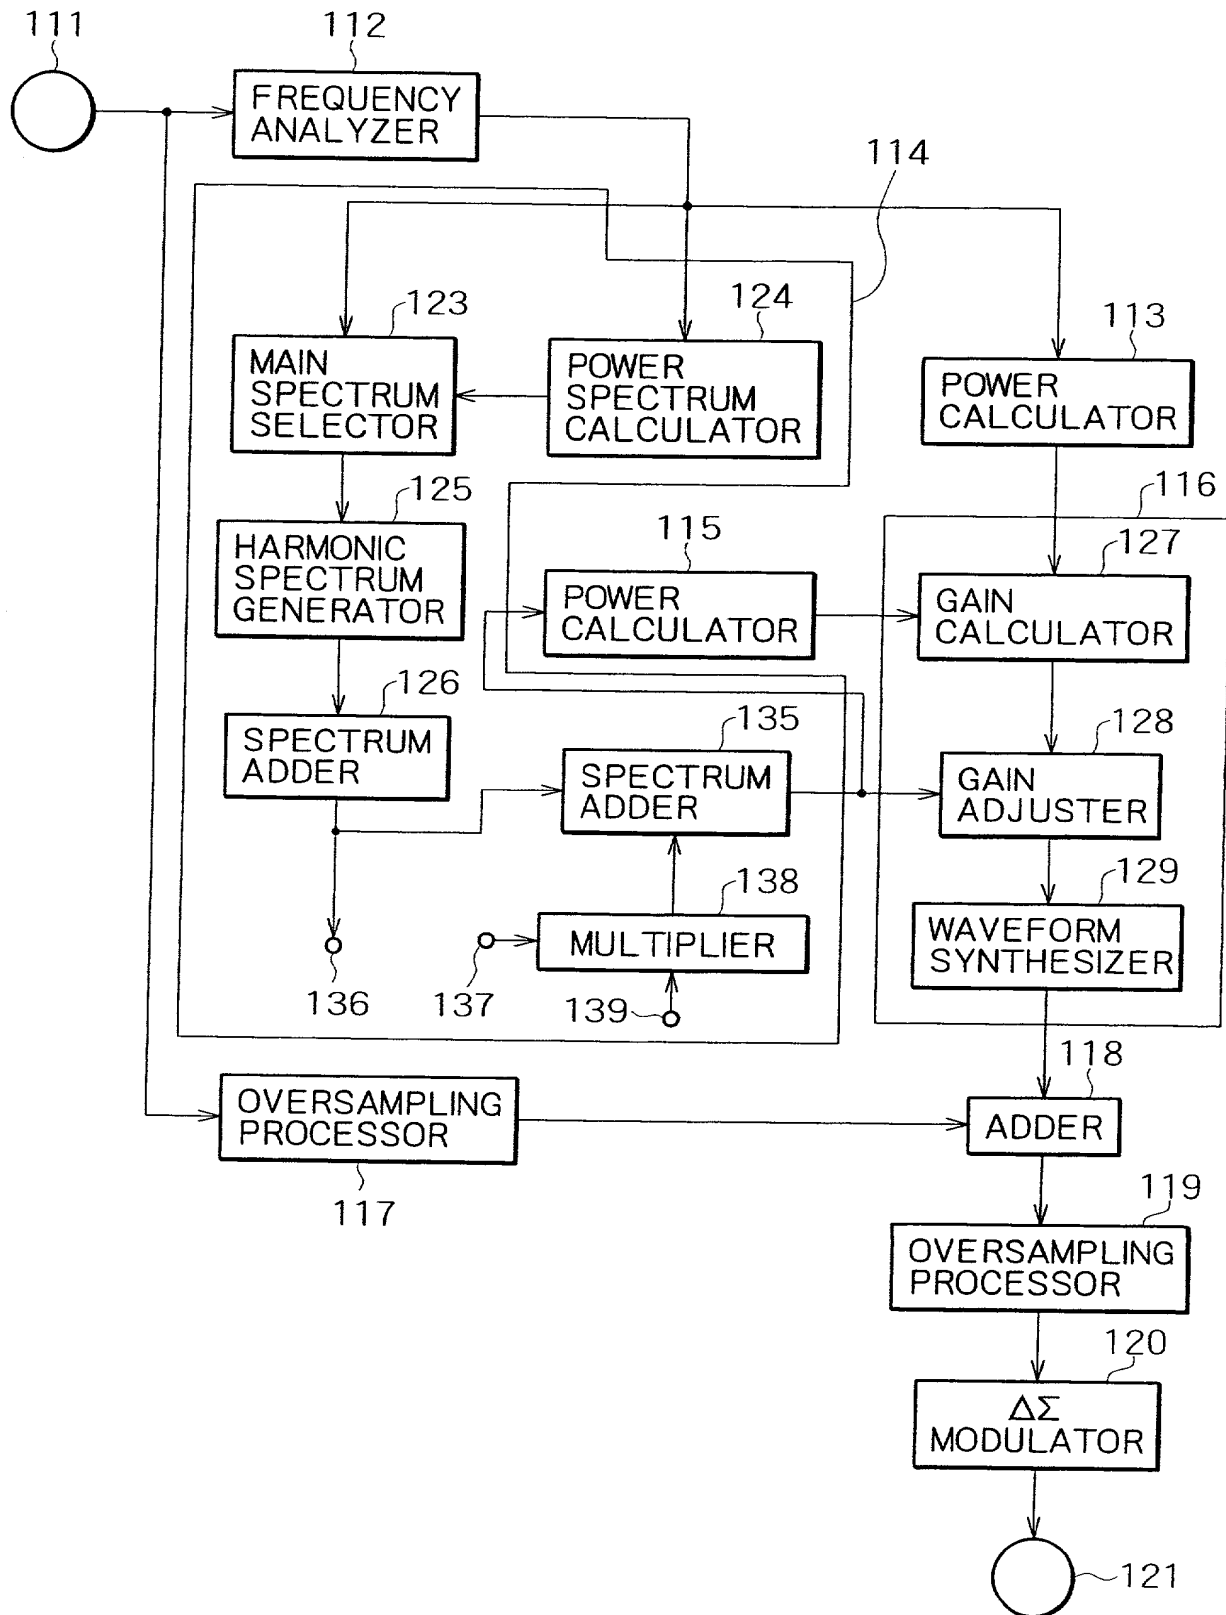 111
112
FREQUENCY
ANALYZER
114
123
124
113
MAIN
SPECTRUM
SELECTOR
POWER
SPECTRUM
CALCULATOR
POWER
CALCULATOR
125
115
116
127
HARMONIC
SPECTRUM
GENERATOR
POWER
CALCULATOR
GAIN
CALCULATOR
126
135
128
SPECTRUM
ADDER
SPECTRUM
ADDER
GAIN
ADJUSTER
138
129
MULTIPLIER
WAVEFORM
SYNTHESIZER
136
137
139
118
OVERSAMPLING
PROCESSOR
ADDER
117
119
OVERSAMPLING
PROCESSOR
120
ΔΣ
MODULATOR
121